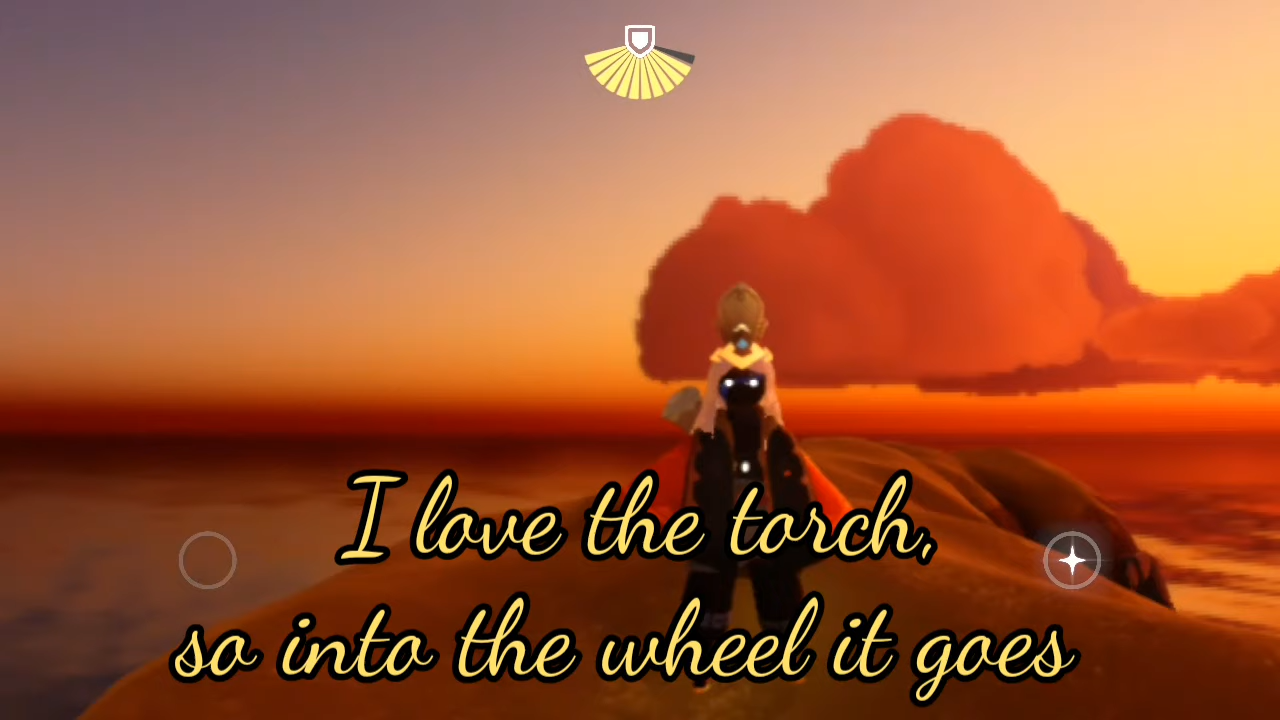 I love the torch,
so into the wheel it goes